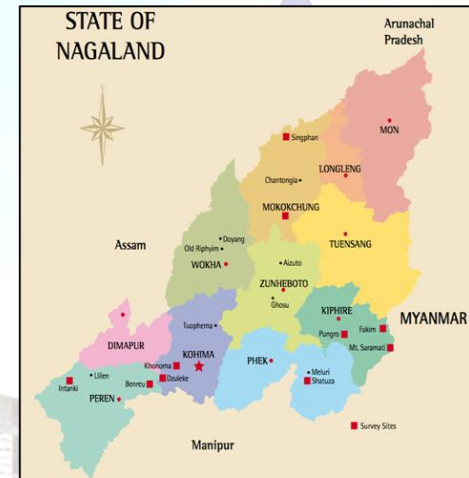 STATE OF
NAGALAND
Arunachal
Pradesh
MON
Singphan
LONGLENG
Chantongia
MOKOKCHUNG
TUENSANG
Doyang
Assam
Old Riphyim
WOKHA
Aizuto
ZUNHEBOTO
Ghosu
KIPHIRE
MYANMAR
Fakim
Tuophema
Pungro
DIMAPUR
Mt. Saramati
KOHIMA
PHEK
Khonoma
Meluri
Shatuza
Lilen
Dzuleke
Intanki
Benreu
PEREN
Survey Sites
Manipur